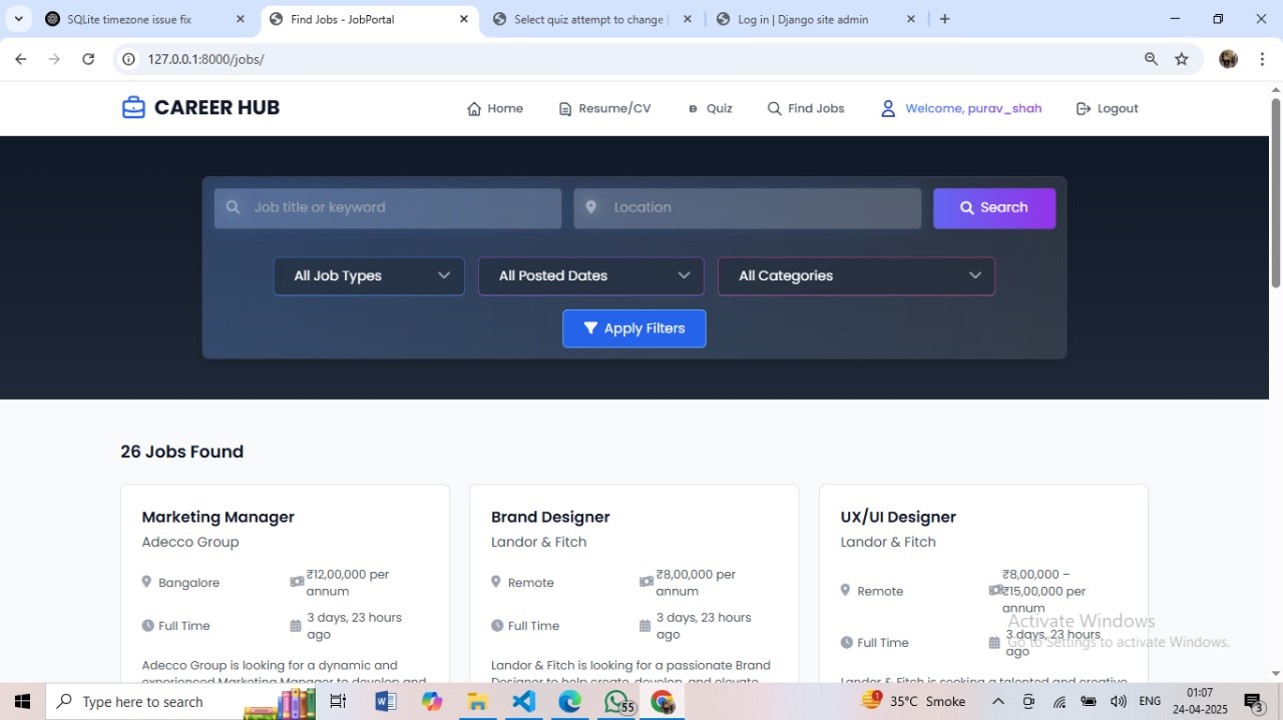 SQLite timezone issue fix
Find Jobs - JobPortal
Select quiz attempt to change
Log in | Django site admin
127.0.0.1:8000/jobs/
CAREER HUB
Home
Resume/CV
Quiz
Find Jobs
Welcome, purav_shah
Logout
Job title or keyword
Location
Search
All Job Types
All Posted Dates
All Categories
Apply Filters
26 Jobs Found
Marketing Manager
Adecco Group
Bangalore
₹12,00,000 per
annum
Full Time
3 days, 23 hours
ago
Adecco Group is looking for a dynamic and
experienced Marketing Manager to develop and
Brand Designer
Landor & Fitch
Remote
₹8,00,000 per
annum
Full Time
3 days, 23 hours
ago
Landor & Fitch is looking for a passionate Brand
Designer to help create, develop, and elevate
UX/UI Designer
Landor & Fitch
Remote
₹8,00,000 –
₹15,00,000 per
annum
Full Time
3 days, 23 hours
ago
Landor & Fitch is seeking a talented and creative
Activate Windows
Go to Settings to activate Windows.
Type here to search
55
1
35°C Smoke
ENG
01:07
24-04-2025
3